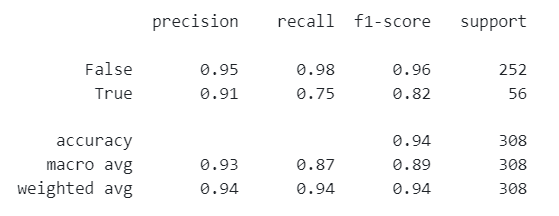 precision recall f1-score support
False 0.95 0.98 0.96 252
True 0.91 0.75 0.82 56
accuracy 0.94 308
macro avg 0.93 0.87 0.89 308
weighted avg 0.94 0.94 0.94 308